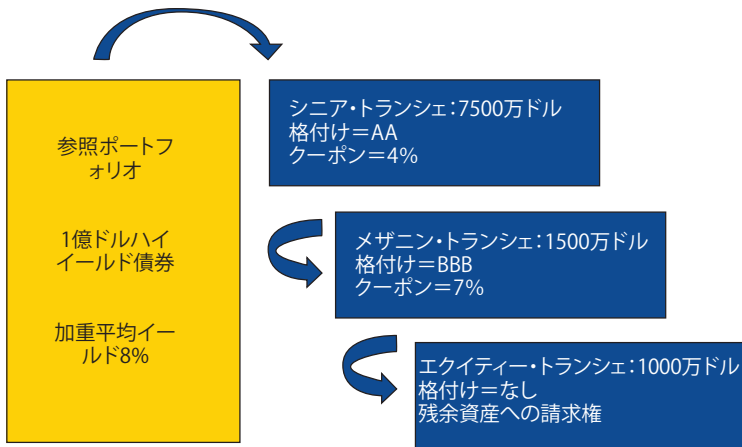 参照ポートフ
ォリオ
1億ドルハイ
イールド債券
加重平均イー
ルド8%
シニア・トランシェ：7500万ドル
格付け＝AA
クーポン＝4%
メザニン・トランシェ：1500万ドル
格付け＝BBB
クーポン＝7%
エクイティー・トランシェ：1000万ドル
格付け＝なし
残余資産への請求権